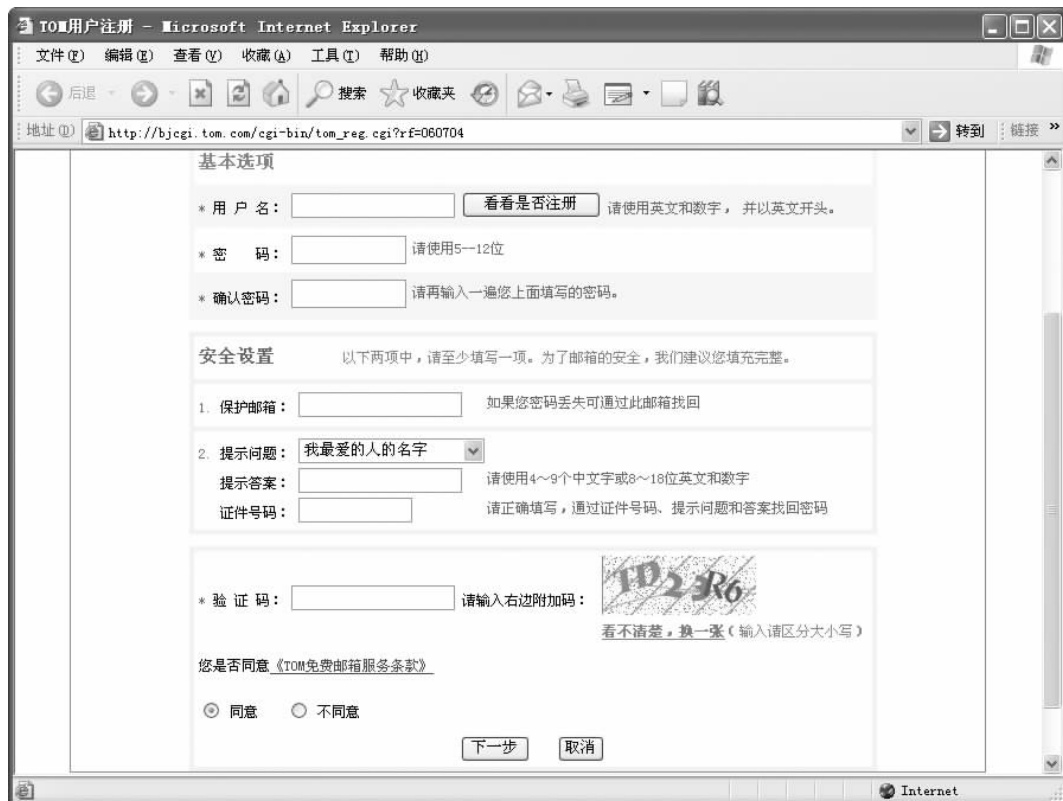 TOM用户注册 - Microsoft Internet Explorer
文件(F) 编辑(E) 查看(V) 收藏(A) 工具(T) 帮助(H)
后退 搜索 收藏夹
地址(D) http://bjcgi.tom.com/cgi-bin/tom_reg.cgi?rf=060704 转到 链接 »
基本选项
* 用 户 名： 看看是否注册 请使用英文和数字， 并以英文开头。
* 密 码： 请使用5--12位
* 确认密码： 请再输入一遍您上面填写的密码。
安全设置 以下两项中，请至少填写一项。为了邮箱的安全，我们建议您填充完整。
1. 保护邮箱： 如果您密码丢失可通过此邮箱找回
2. 提示问题： 我最爱的人的名字
提示答案： 请使用4～9个中文字或8～18位英文和数字
证件号码： 请正确填写，通过证件号码、提示问题和答案找回密码
* 验 证 码： 请输入右边附加码： TD23R6
看不清楚，换一张(输入请区分大小写)
您是否同意《TOM免费邮箱服务条款》
同意 不同意
下一步 取消
Internet